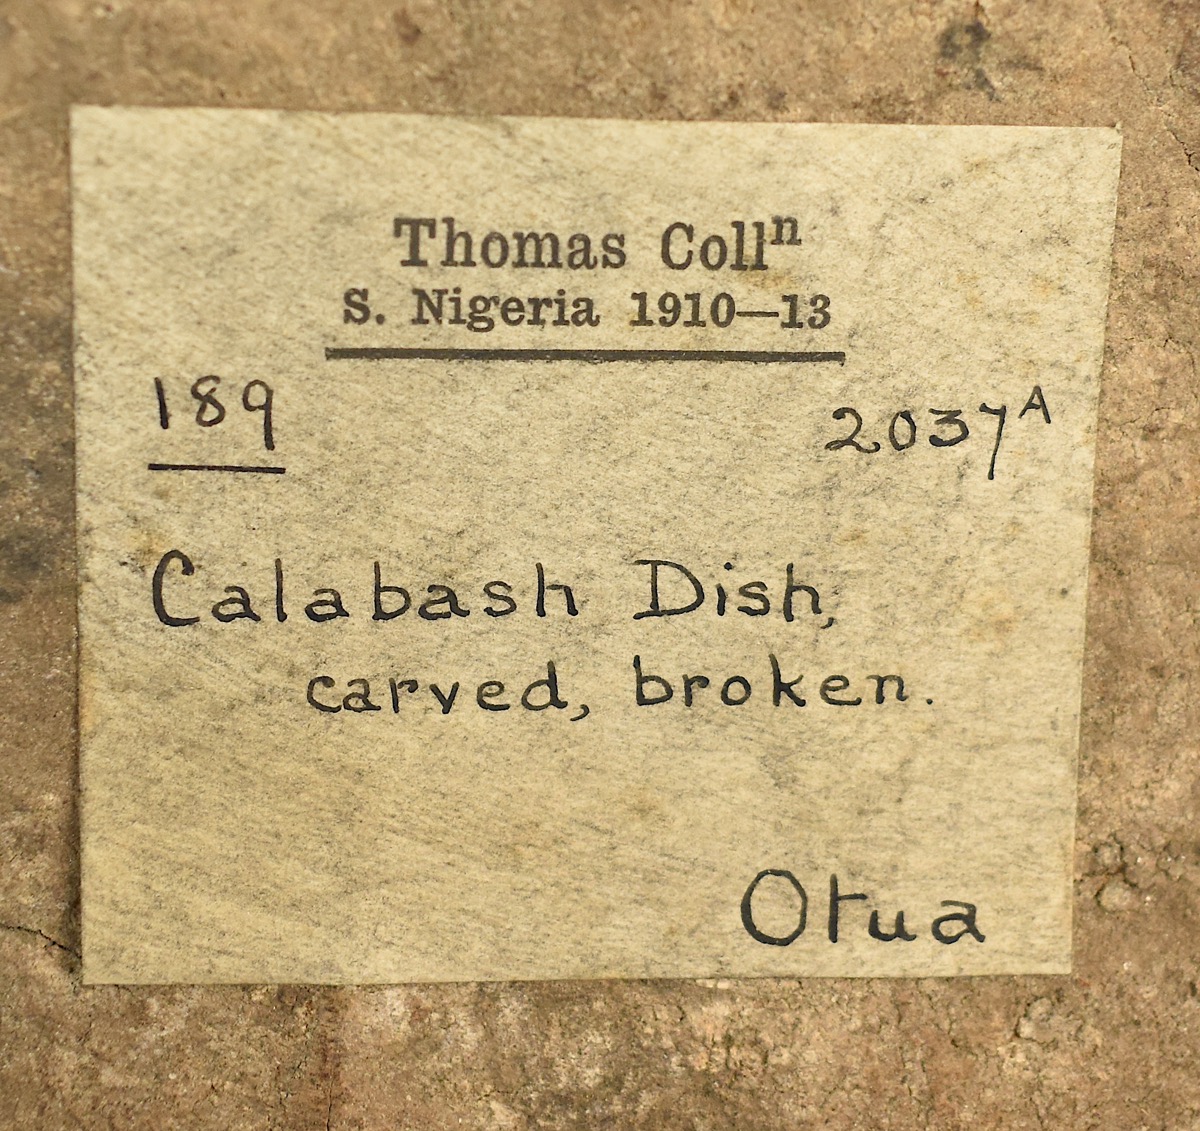 Thomas Collⁿ
S. Nigeria 1910—13
189 2037ᴬ
Calabash Dish,
carved, broken.
Otua